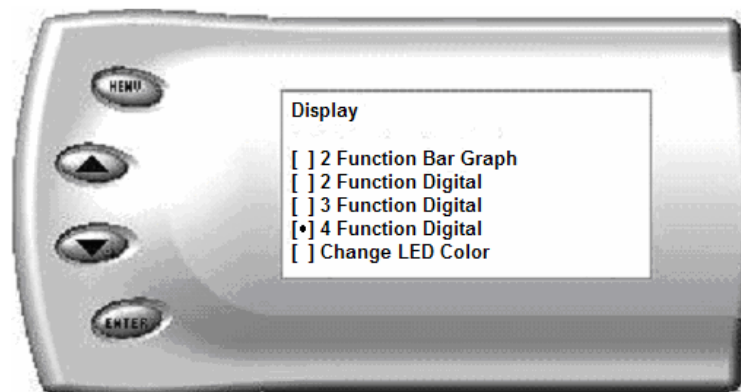 MENU
Display
[ ] 2 Function Bar Graph
[ ] 2 Function Digital
[ ] 3 Function Digital
[•] 4 Function Digital
[ ] Change LED Color
ENTER